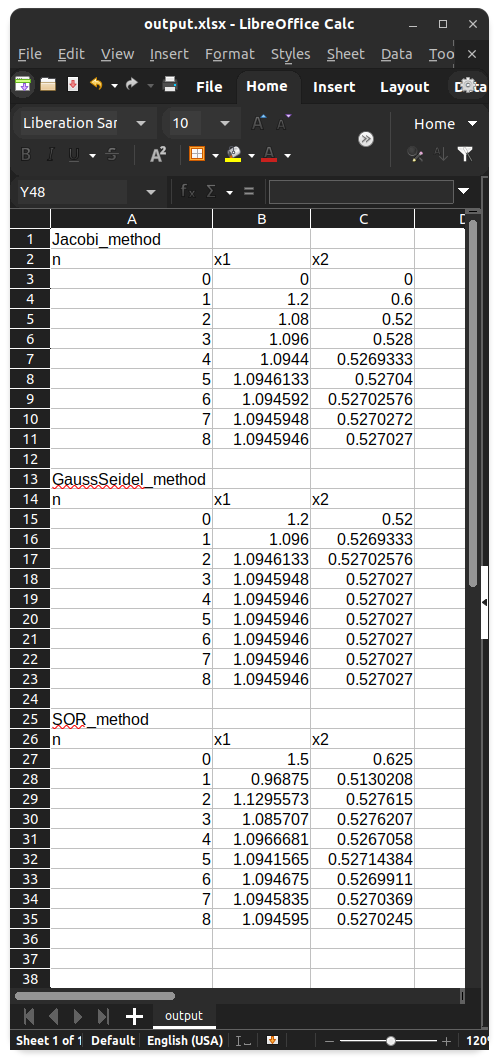 output.xlsx - LibreOffice Calc
File Edit View Insert Format Styles Sheet Data Too
File Home Insert Layout Data
Liberation Sar 10 A A Home
B I U S A²
Y48 fx Σ =
A B C D
1 Jacobi_method
2 n x1 x2
3 0 0 0
4 1 1.2 0.6
5 2 1.08 0.52
6 3 1.096 0.528
7 4 1.0944 0.5269333
8 5 1.0946133 0.52704
9 6 1.094592 0.52702576
10 7 1.0945948 0.5270272
11 8 1.0945946 0.527027
12
13 GaussSeidel_method
14 n x1 x2
15 0 1.2 0.52
16 1 1.096 0.5269333
17 2 1.0946133 0.52702576
18 3 1.0945948 0.527027
19 4 1.0945946 0.527027
20 5 1.0945946 0.527027
21 6 1.0945946 0.527027
22 7 1.0945946 0.527027
23 8 1.0945946 0.527027
24
25 SOR_method
26 n x1 x2
27 0 1.5 0.625
28 1 0.96875 0.5130208
29 2 1.1295573 0.527615
30 3 1.085707 0.5276207
31 4 1.0966681 0.5267058
32 5 1.0941565 0.52714384
33 6 1.094675 0.5269911
34 7 1.0945835 0.5270369
35 8 1.094595 0.5270245
36
37
38
output
Sheet 1 of 1 Default English (USA) 120